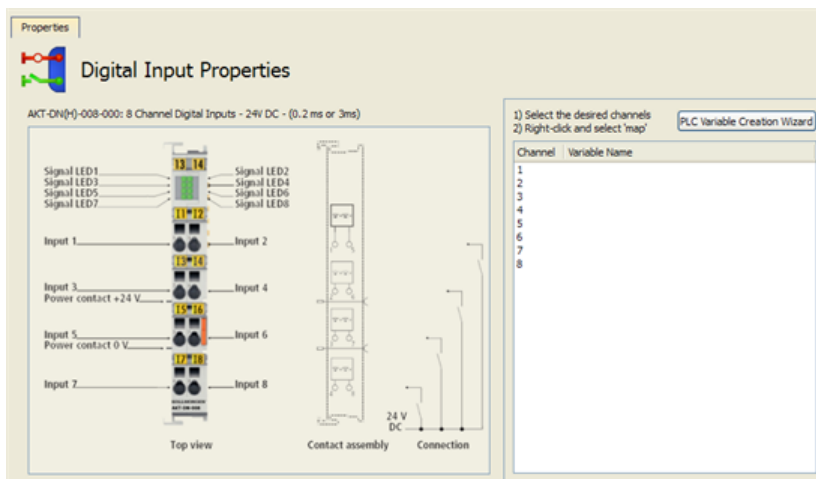 Properties
Digital Input Properties
AKT-DN(H)-008-000: 8 Channel Digital Inputs - 24V DC - (0.2 ms or 3ms)
1) Select the desired channels
2) Right-click and select 'map'
PLC Variable Creation Wizard
Channel Variable Name
1
2
3
4
5
6
7
8
13 14
Signal LED1 Signal LED2
Signal LED3 Signal LED4
Signal LED5 Signal LED6
Signal LED7 Signal LED8
I1 I2
Input 1 Input 2
I3 I4
Input 3 Input 4
Power contact +24 V
I5 I6
Input 5 Input 6
Power contact 0 V
I7 I8
Input 7 Input 8
AKT-DN-008
24 V
DC
Top view Contact assembly Connection